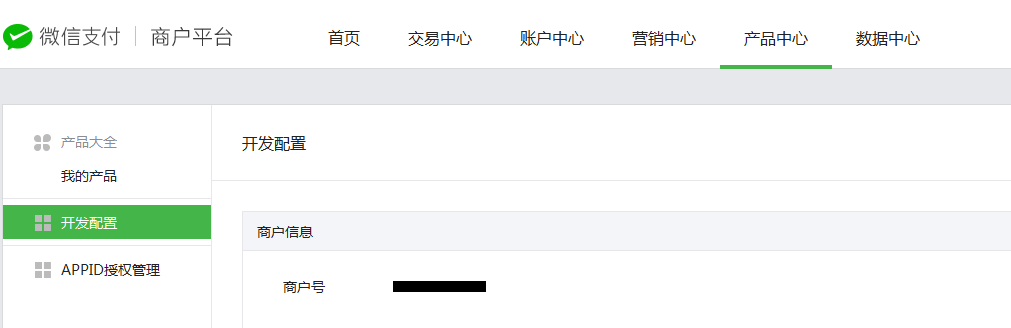 微信支付 商户平台 首页 交易中心 账户中心 营销中心 产品中心 数据中心
产品大全
开发配置
我的产品
开发配置
商户信息
APPID授权管理
商户号